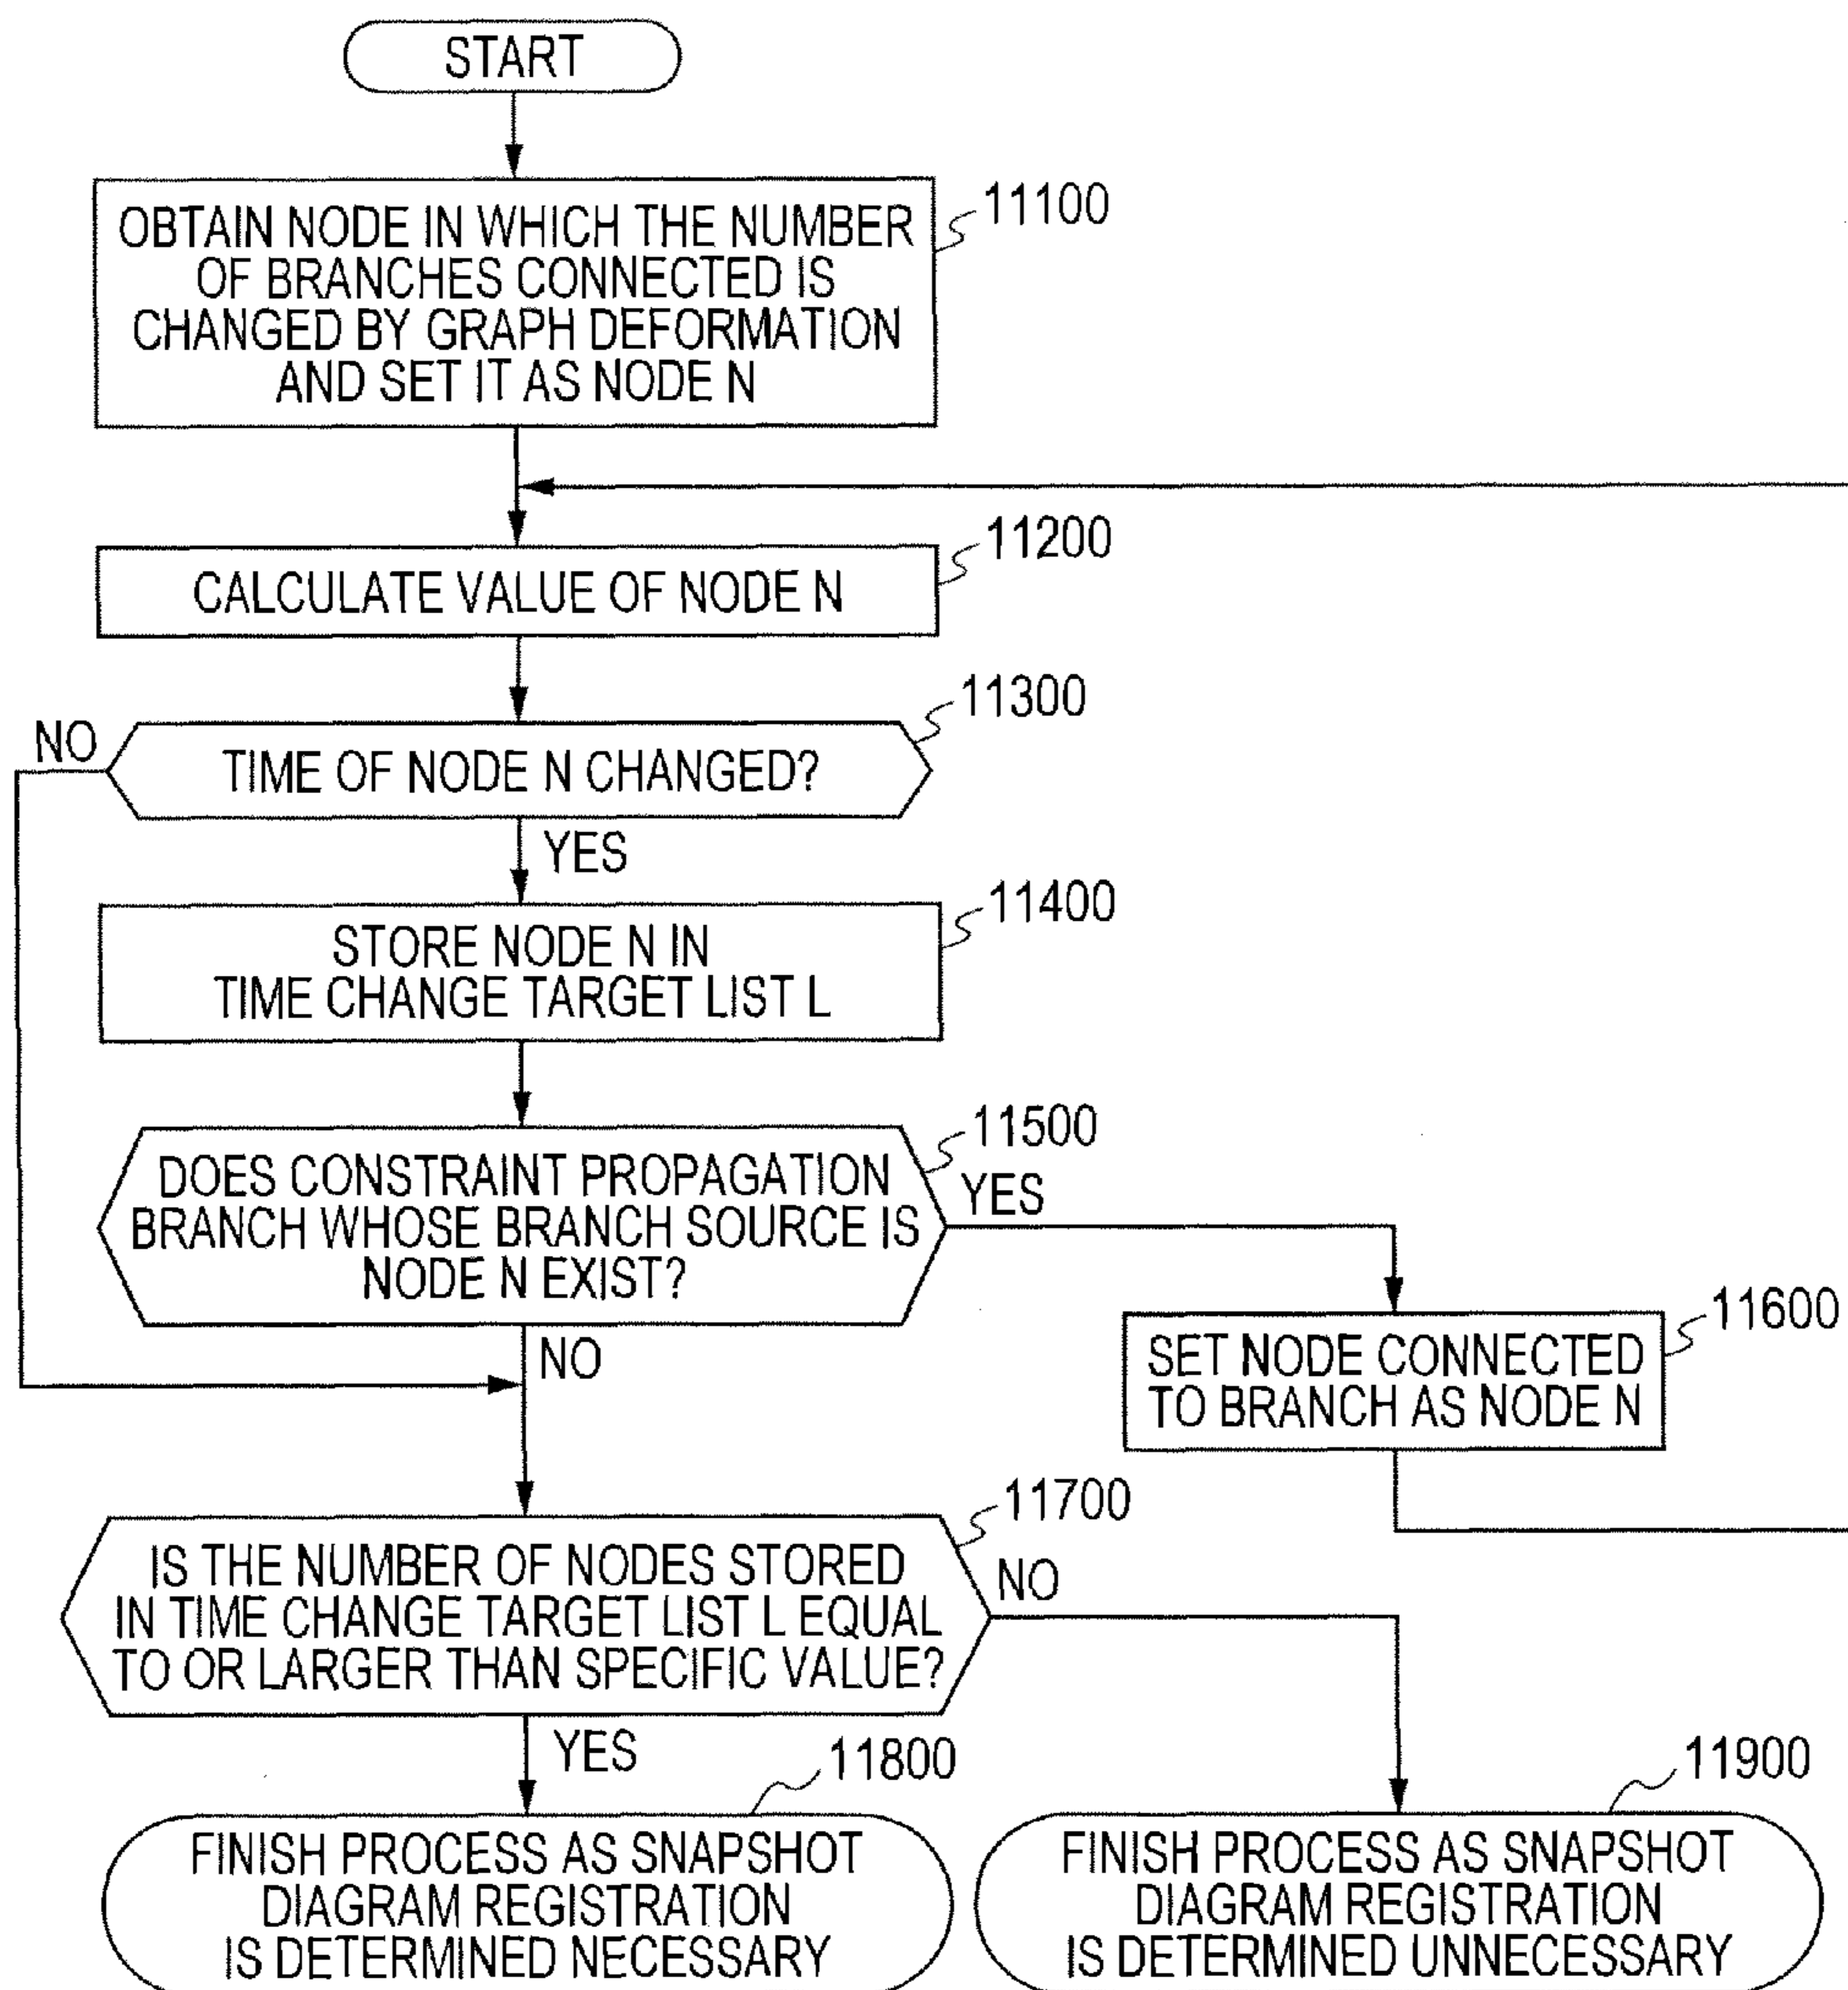 START
OBTAIN NODE IN WHICH THE NUMBER
OF BRANCHES CONNECTED IS
CHANGED BY GRAPH DEFORMATION
AND SET IT AS NODE N
11100
CALCULATE VALUE OF NODE N
11200
TIME OF NODE N CHANGED?
11300
NO
YES
STORE NODE N IN
TIME CHANGE TARGET LIST L
11400
DOES CONSTRAINT PROPAGATION
BRANCH WHOSE BRANCH SOURCE IS
NODE N EXIST?
11500
YES
NO
SET NODE CONNECTED
TO BRANCH AS NODE N
11600
IS THE NUMBER OF NODES STORED
IN TIME CHANGE TARGET LIST L EQUAL
TO OR LARGER THAN SPECIFIC VALUE?
11700
NO
YES
11800
FINISH PROCESS AS SNAPSHOT
DIAGRAM REGISTRATION
IS DETERMINED NECESSARY
11900
FINISH PROCESS AS SNAPSHOT
DIAGRAM REGISTRATION
IS DETERMINED UNNECESSARY